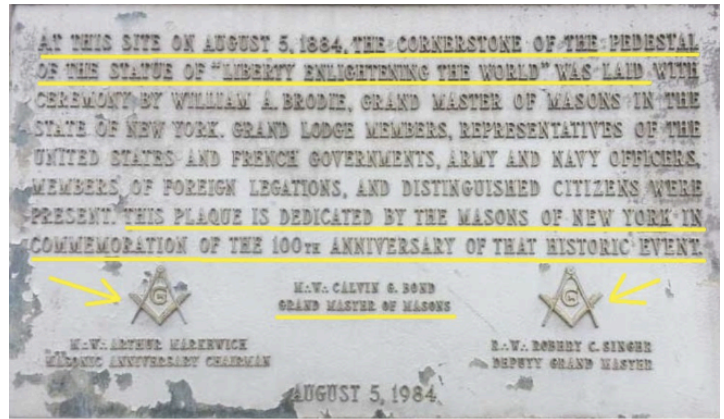 AT THIS SITE ON AUGUST 5, 1884, THE CORNERSTONE OF THE PEDESTAL
OF THE STATUE OF "LIBERTY ENLIGHTENING THE WORLD" WAS LAID WITH
CEREMONY BY WILLIAM A. BRODIE, GRAND MASTER OF MASONS IN THE
STATE OF NEW YORK. GRAND LODGE MEMBERS, REPRESENTATIVES OF THE
UNITED STATES AND FRENCH GOVERNMENTS, ARMY AND NAVY OFFICERS,
MEMBERS OF FOREIGN LEGATIONS, AND DISTINGUISHED CITIZENS WERE
PRESENT. THIS PLAQUE IS DEDICATED BY THE MASONS OF NEW YORK IN
COMMEMORATION OF THE 100TH ANNIVERSARY OF THAT HISTORIC EVENT.
G G
M∴W∴ CALVIN G. BOND
GRAND MASTER OF MASONS
M∴W∴ ARTHUR MARKEWICH
MASONIC ANNIVERSARY CHAIRMAN
R∴W∴ ROBERT C. SINGER
DEPUTY GRAND MASTER
AUGUST 5, 1984